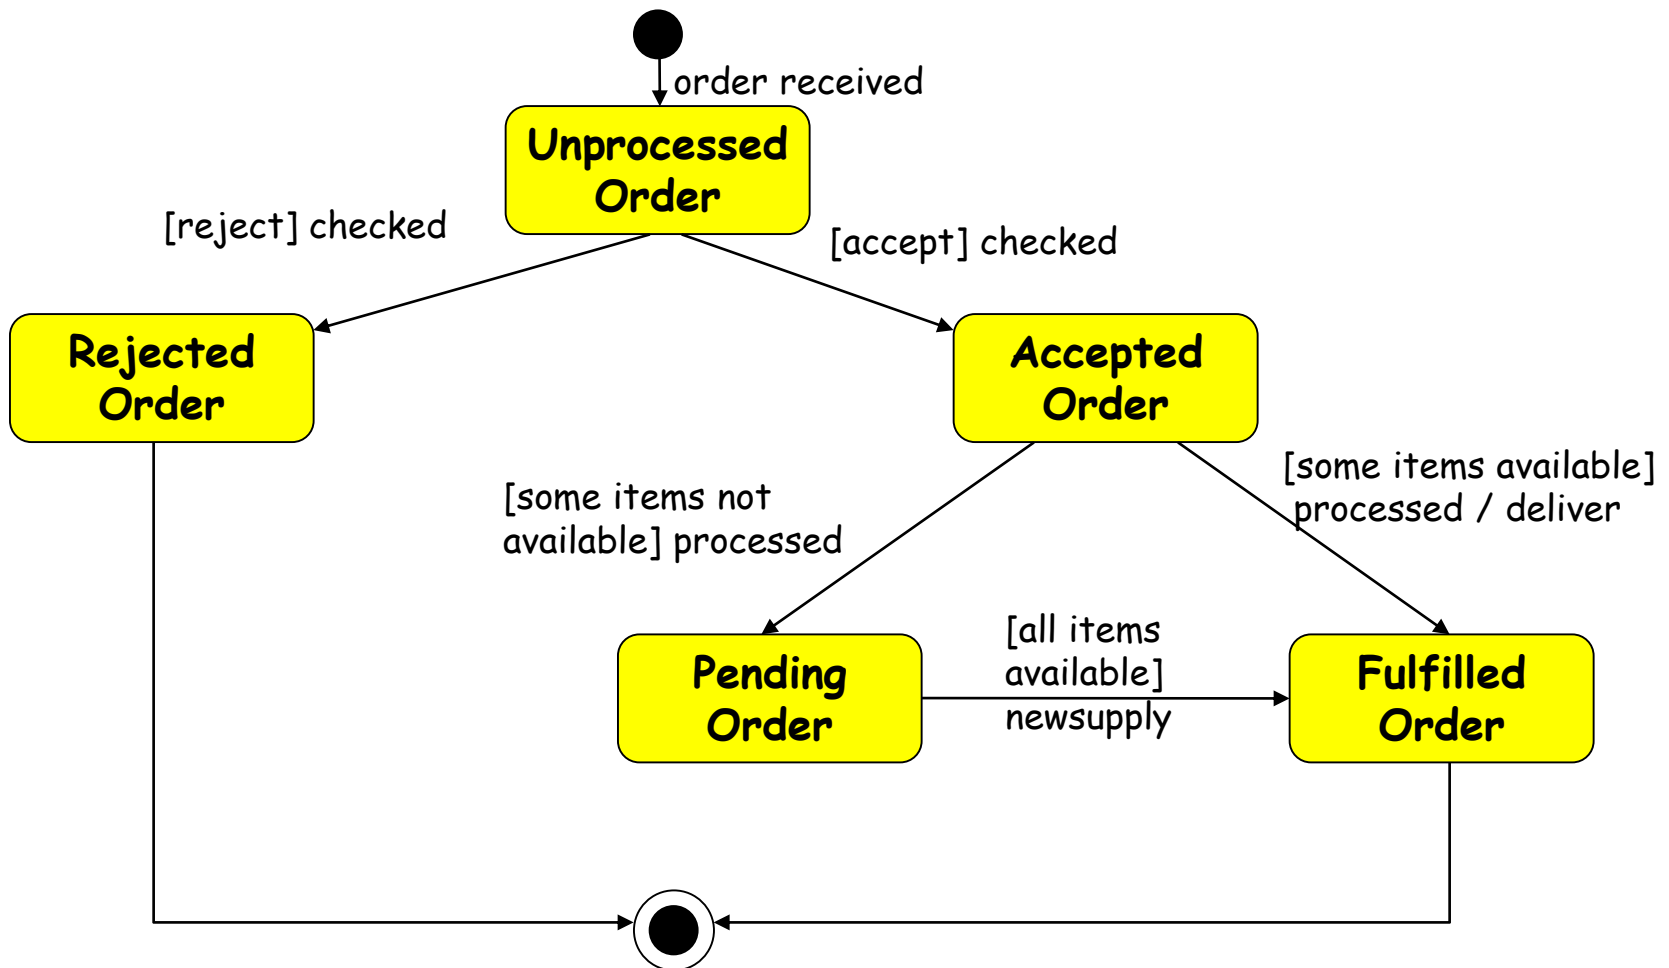 order received
Unprocessed
Order
[reject] checked
[accept] checked
Rejected
Order
Accepted
Order
[some items not
available] processed
[some items available]
processed / deliver
[all items
available]
newsupply
Pending
Order
Fulfilled
Order